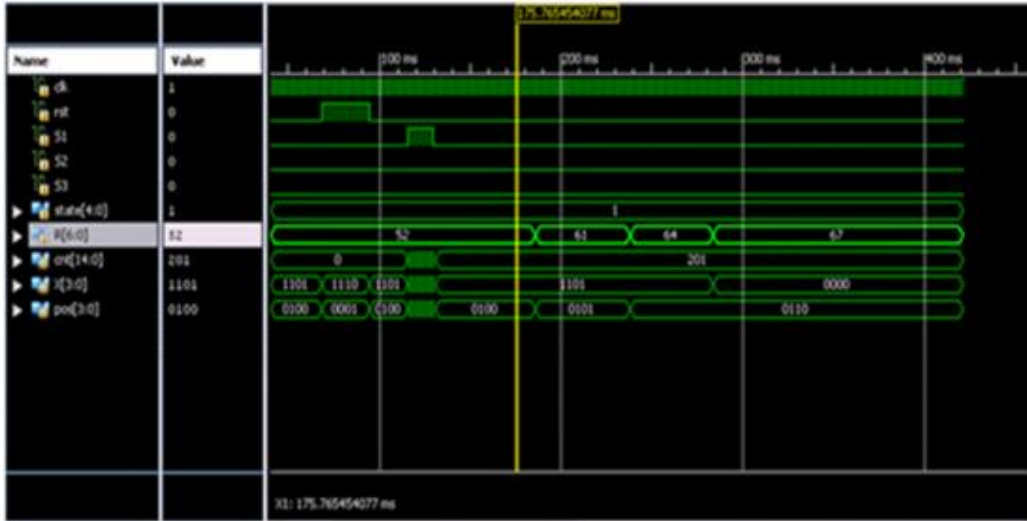 175.765454077 ms
Name Value
100 ms 200 ms 300 ms 400 ms
clk 1
rst 0
S1 0
S2 0
S3 0
state[4:0] 1 1
R[6:0] 52 52 61 64 67
cnt[14:0] 201 0 201
X[3:0] 1101 1101 1110 1101 1101 0000
pos[3:0] 0100 0100 0001 0100 0100 0101 0110
X1: 175.765454077 ms